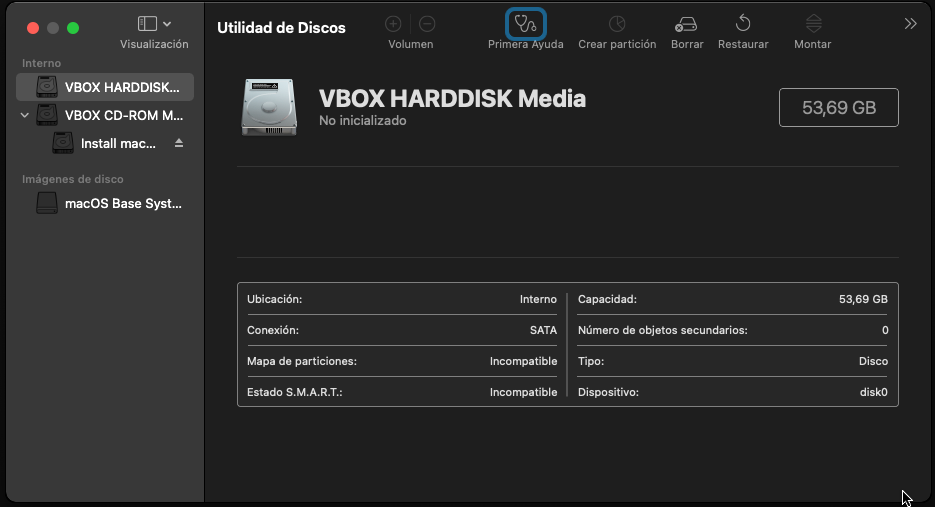 Visualización
Utilidad de Discos
Volumen
Primera Ayuda
Crear partición
Borrar
Restaurar
Montar
Interno
VBOX HARDDISK...
VBOX CD-ROM M...
Install mac...
Imágenes de disco
macOS Base Syst...
VBOX HARDDISK Media
No inicializado
53,69 GB
Ubicación: Interno
Conexión: SATA
Mapa de particiones: Incompatible
Estado S.M.A.R.T.: Incompatible
Capacidad: 53,69 GB
Número de objetos secundarios: 0
Tipo: Disco
Dispositivo: disk0